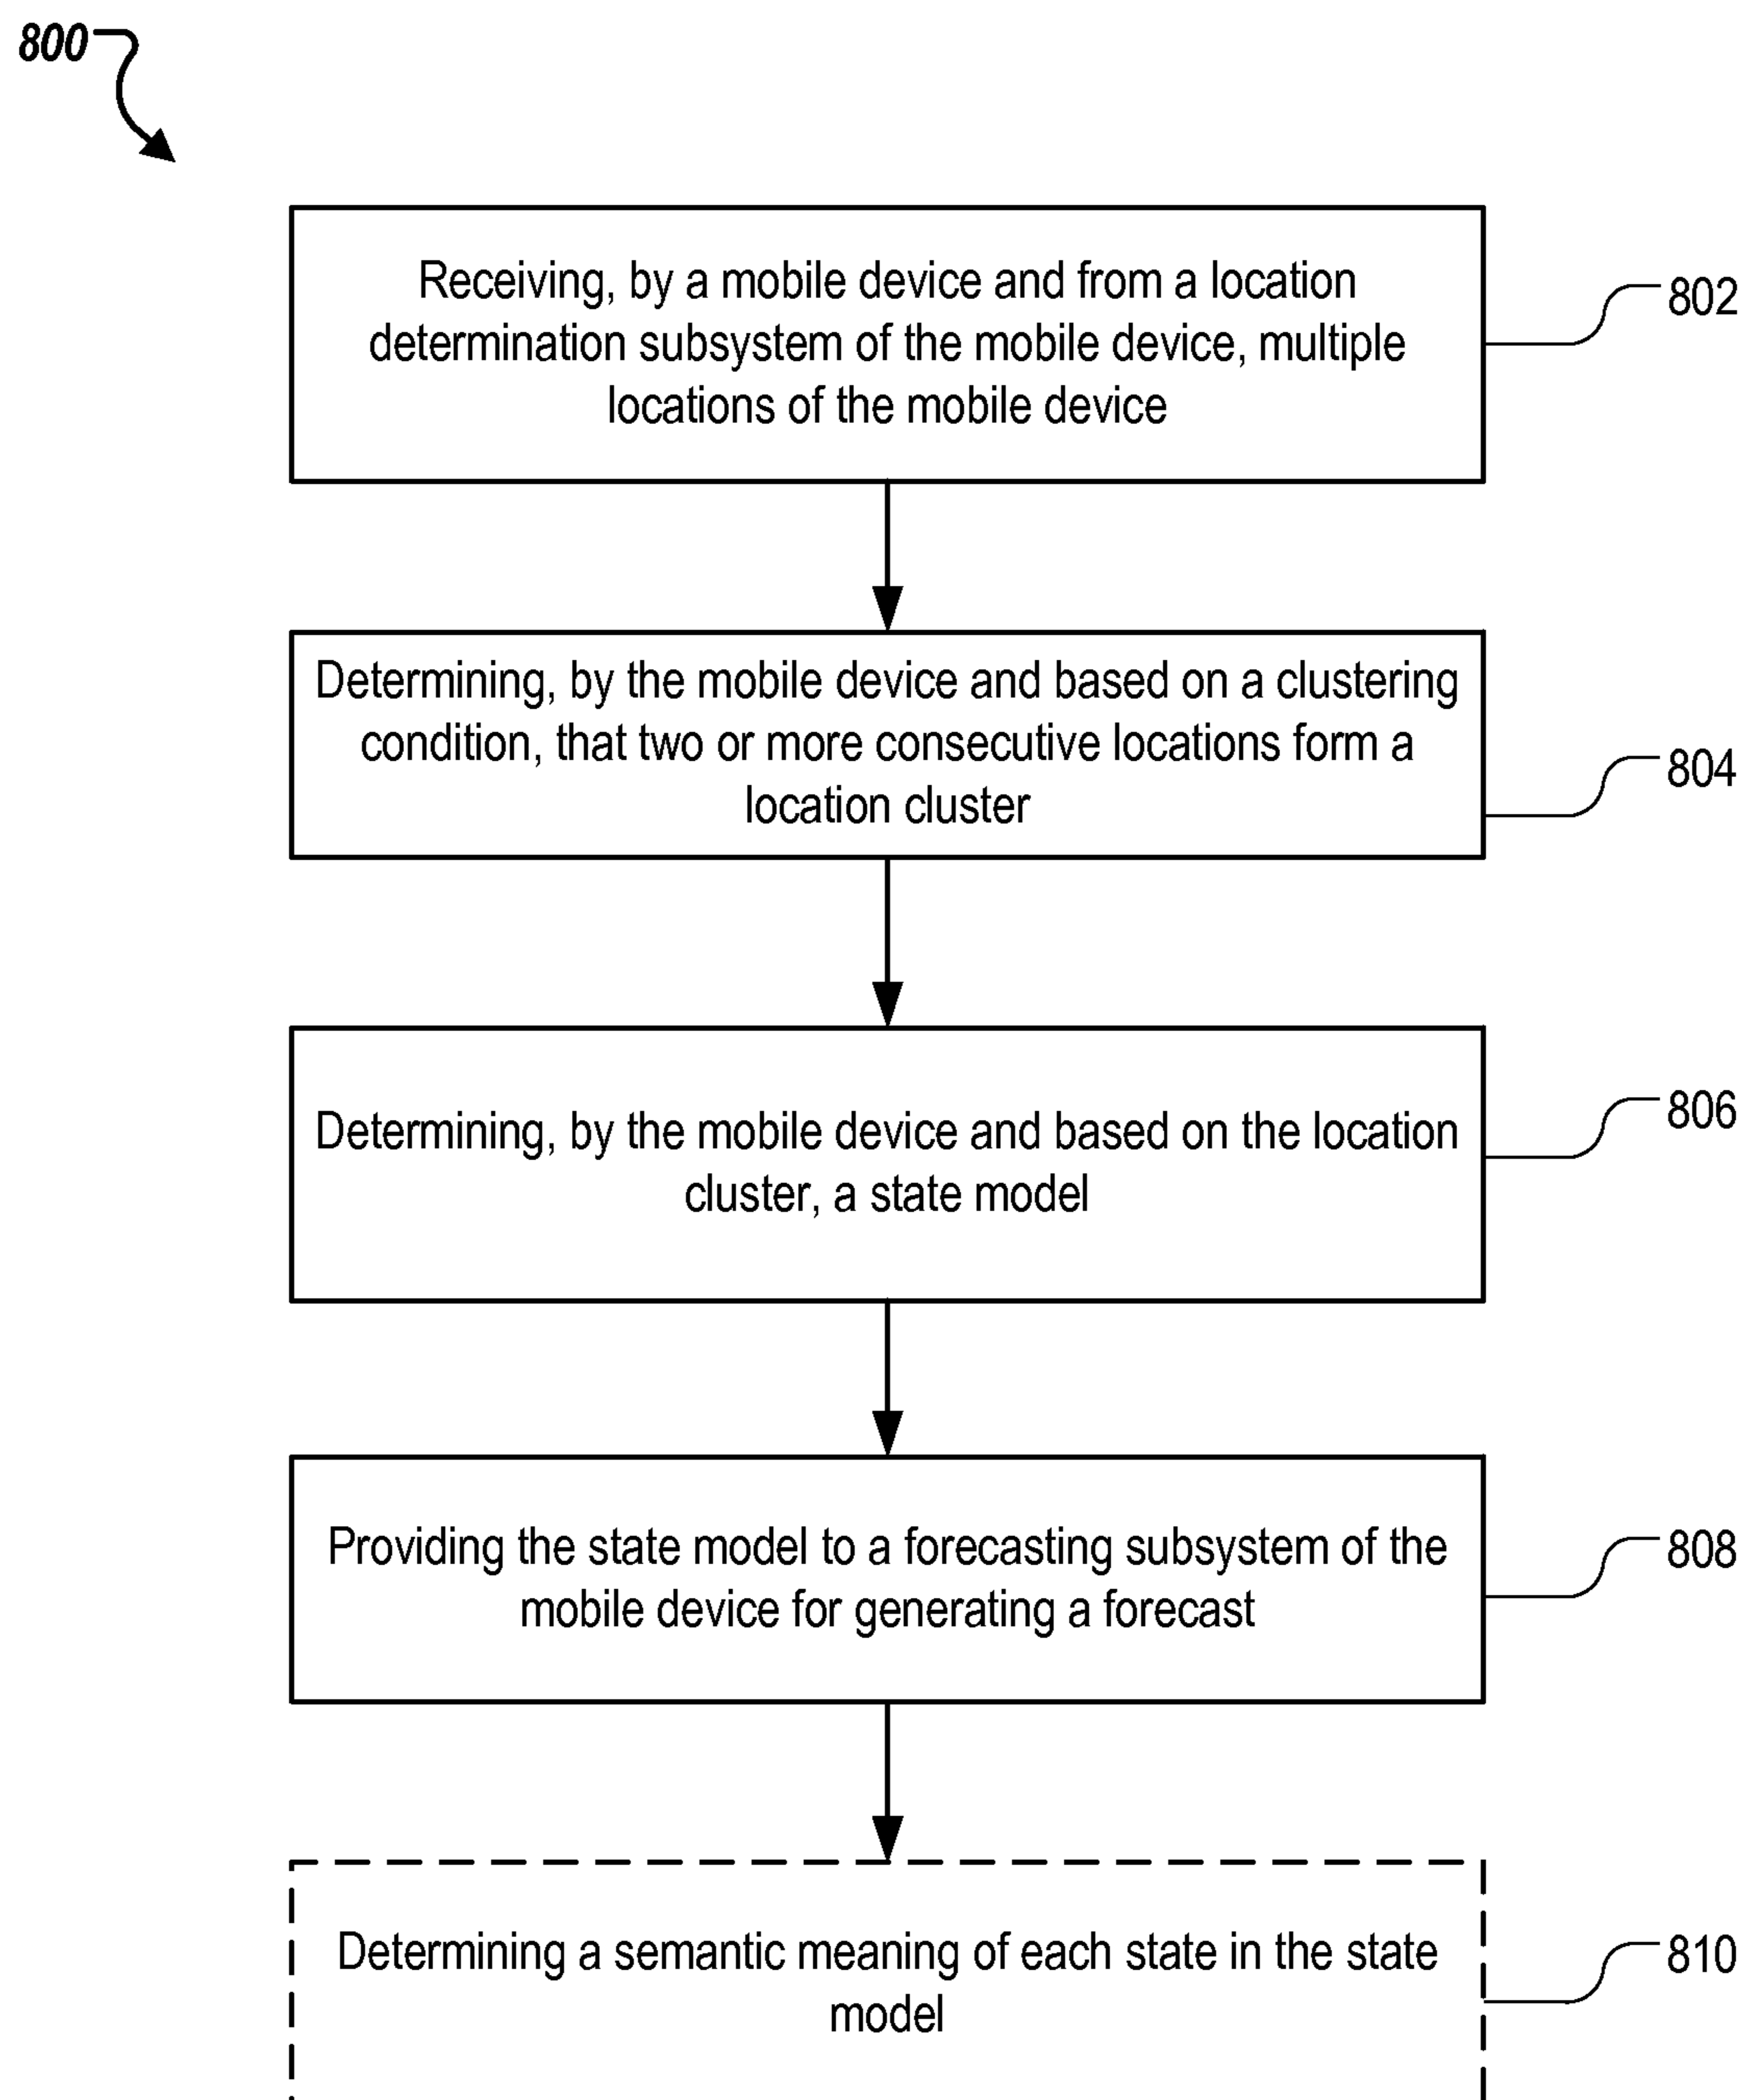 800
Receiving, by a mobile device and from a location
determination subsystem of the mobile device, multiple
locations of the mobile device
802
Determining, by the mobile device and based on a clustering
condition, that two or more consecutive locations form a
location cluster
804
Determining, by the mobile device and based on the location
cluster, a state model
806
Providing the state model to a forecasting subsystem of the
mobile device for generating a forecast
808
Determining a semantic meaning of each state in the state
model
810